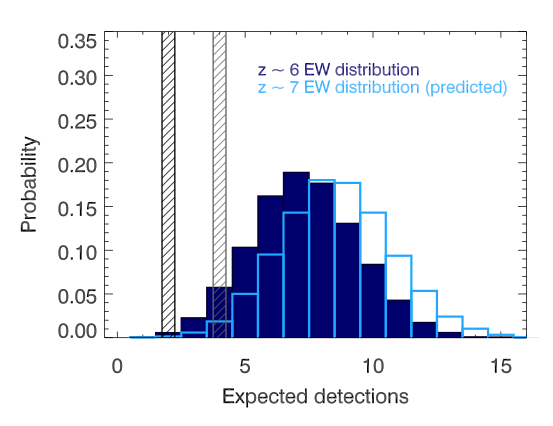 0.35
z ~ 6 EW distribution
z ~ 7 EW distribution (predicted)
0.30
0.25
0.20
0.15
0.10
0.05
0.00
Probability
0 5 10 15
Expected detections